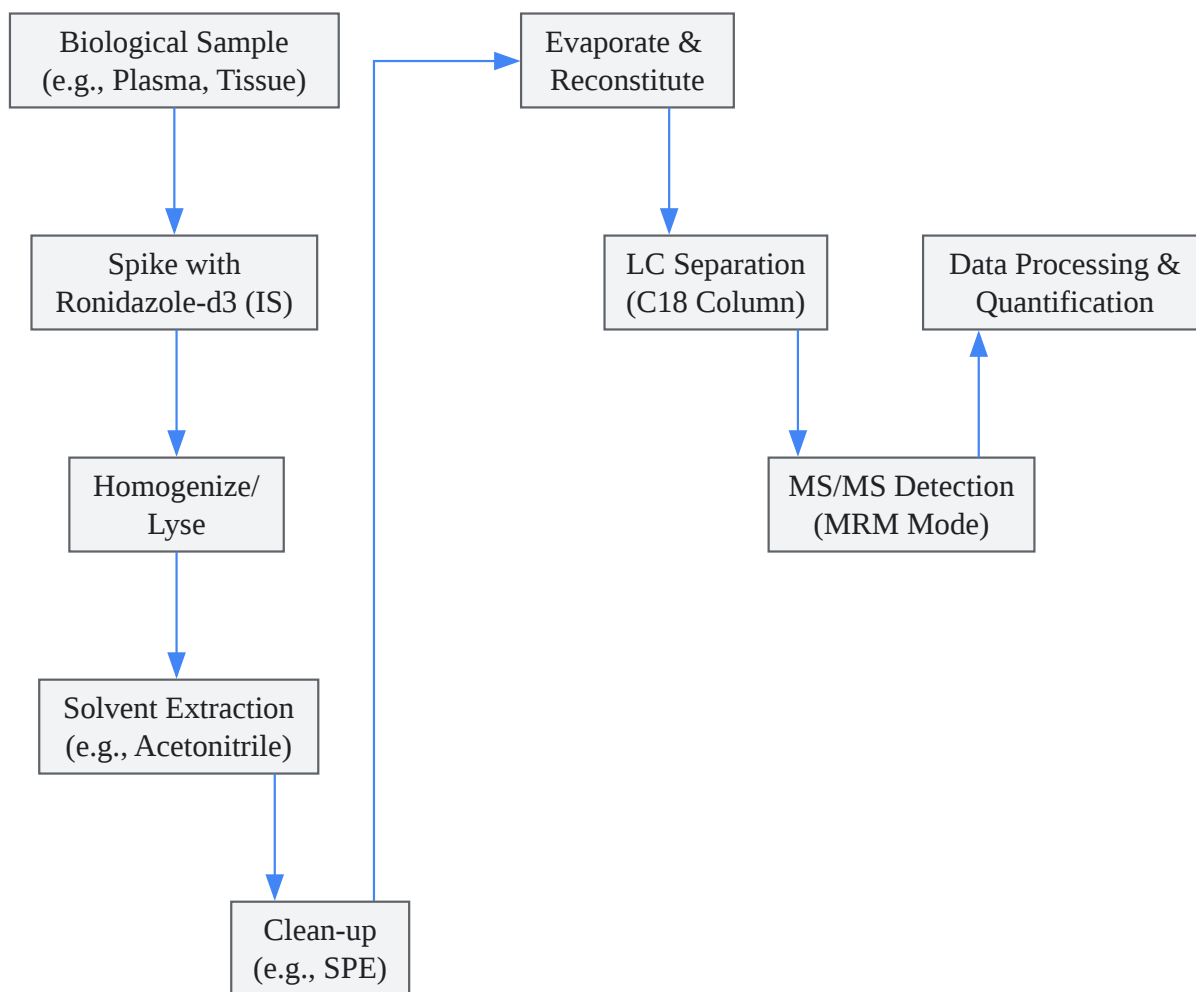 Biological Sample
(e.g., Plasma, Tissue)
Spike with
Ronidazole-d3 (IS)
Homogenize/
Lyse
Solvent Extraction
(e.g., Acetonitrile)
Clean-up
(e.g., SPE)
Evaporate &
Reconstitute
LC Separation
(C18 Column)
MS/MS Detection
(MRM Mode)
Data Processing &
Quantification